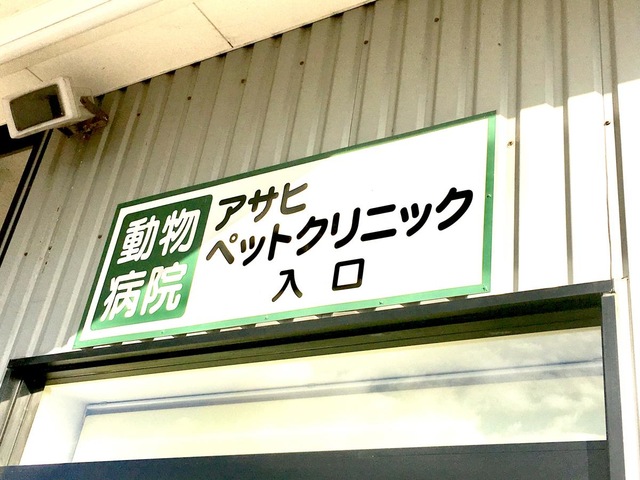 動物
病院
アサヒ
ペットクリニック
入口